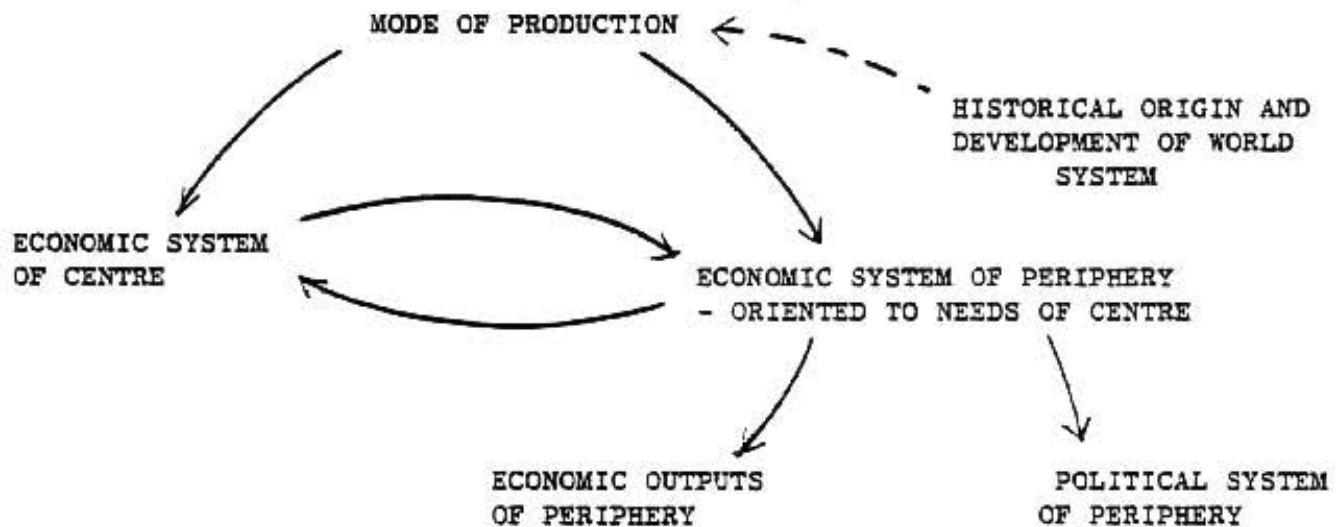 MODE OF PRODUCTION
HISTORICAL ORIGIN AND
DEVELOPMENT OF WORLD
SYSTEM
ECONOMIC SYSTEM
OF CENTRE
ECONOMIC SYSTEM OF PERIPHERY
- ORIENTED TO NEEDS OF CENTRE
ECONOMIC OUTPUTS
OF PERIPHERY
POLITICAL SYSTEM
OF PERIPHERY